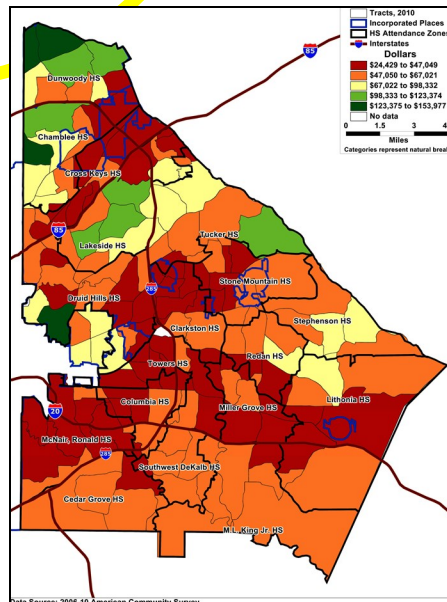 Tracts, 2010
Incorporated Places
HS Attendance Zones
Interstates
Dollars
$24,429 to $47,049
$47,050 to $67,021
$67,022 to $98,332
$98,333 to $123,374
$123,375 to $153,977
No data
0 1.5 3
Miles
Categories represent natural break
85
Dunwoody HS
Chamblee HS
Cross Keys HS
85
Lakeside HS
Tucker HS
285
Stone Mountain HS
Druid Hills HS
Clarkston HS
Stephenson HS
Towers HS
Redan HS
Columbia HS
Miller Grove HS
Lithonia HS
20
McNair, Ronald HS
285
Southwest DeKalb HS
Cedar Grove HS
M.L. King Jr. HS
Data Source: 2006-10 American Community Survey